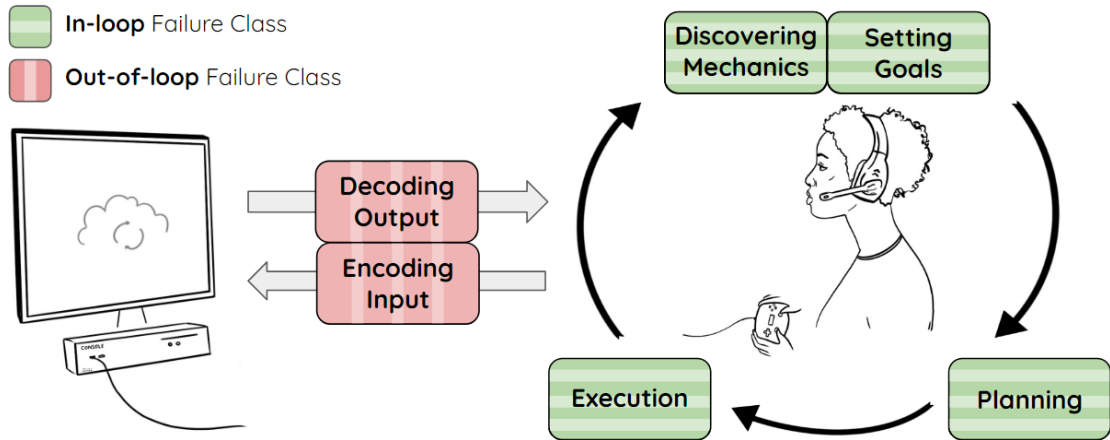 In-loop Failure Class
Out-of-loop Failure Class
Discovering
Mechanics
Setting
Goals
Decoding
Output
Encoding
Input
CONSOLE
Execution
Planning